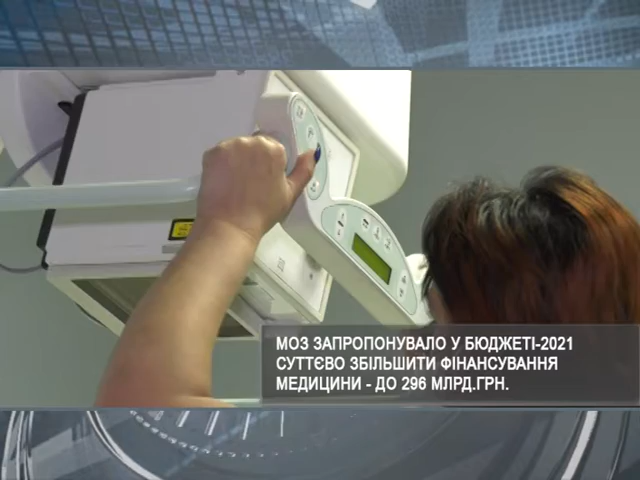 МОЗ ЗАПРОПОНУВАЛО У БЮДЖЕТІ-2021
СУТТЄВО ЗБІЛЬШИТИ ФІНАНСУВАННЯ
МЕДИЦИНИ - ДО 296 МЛРД.ГРН.